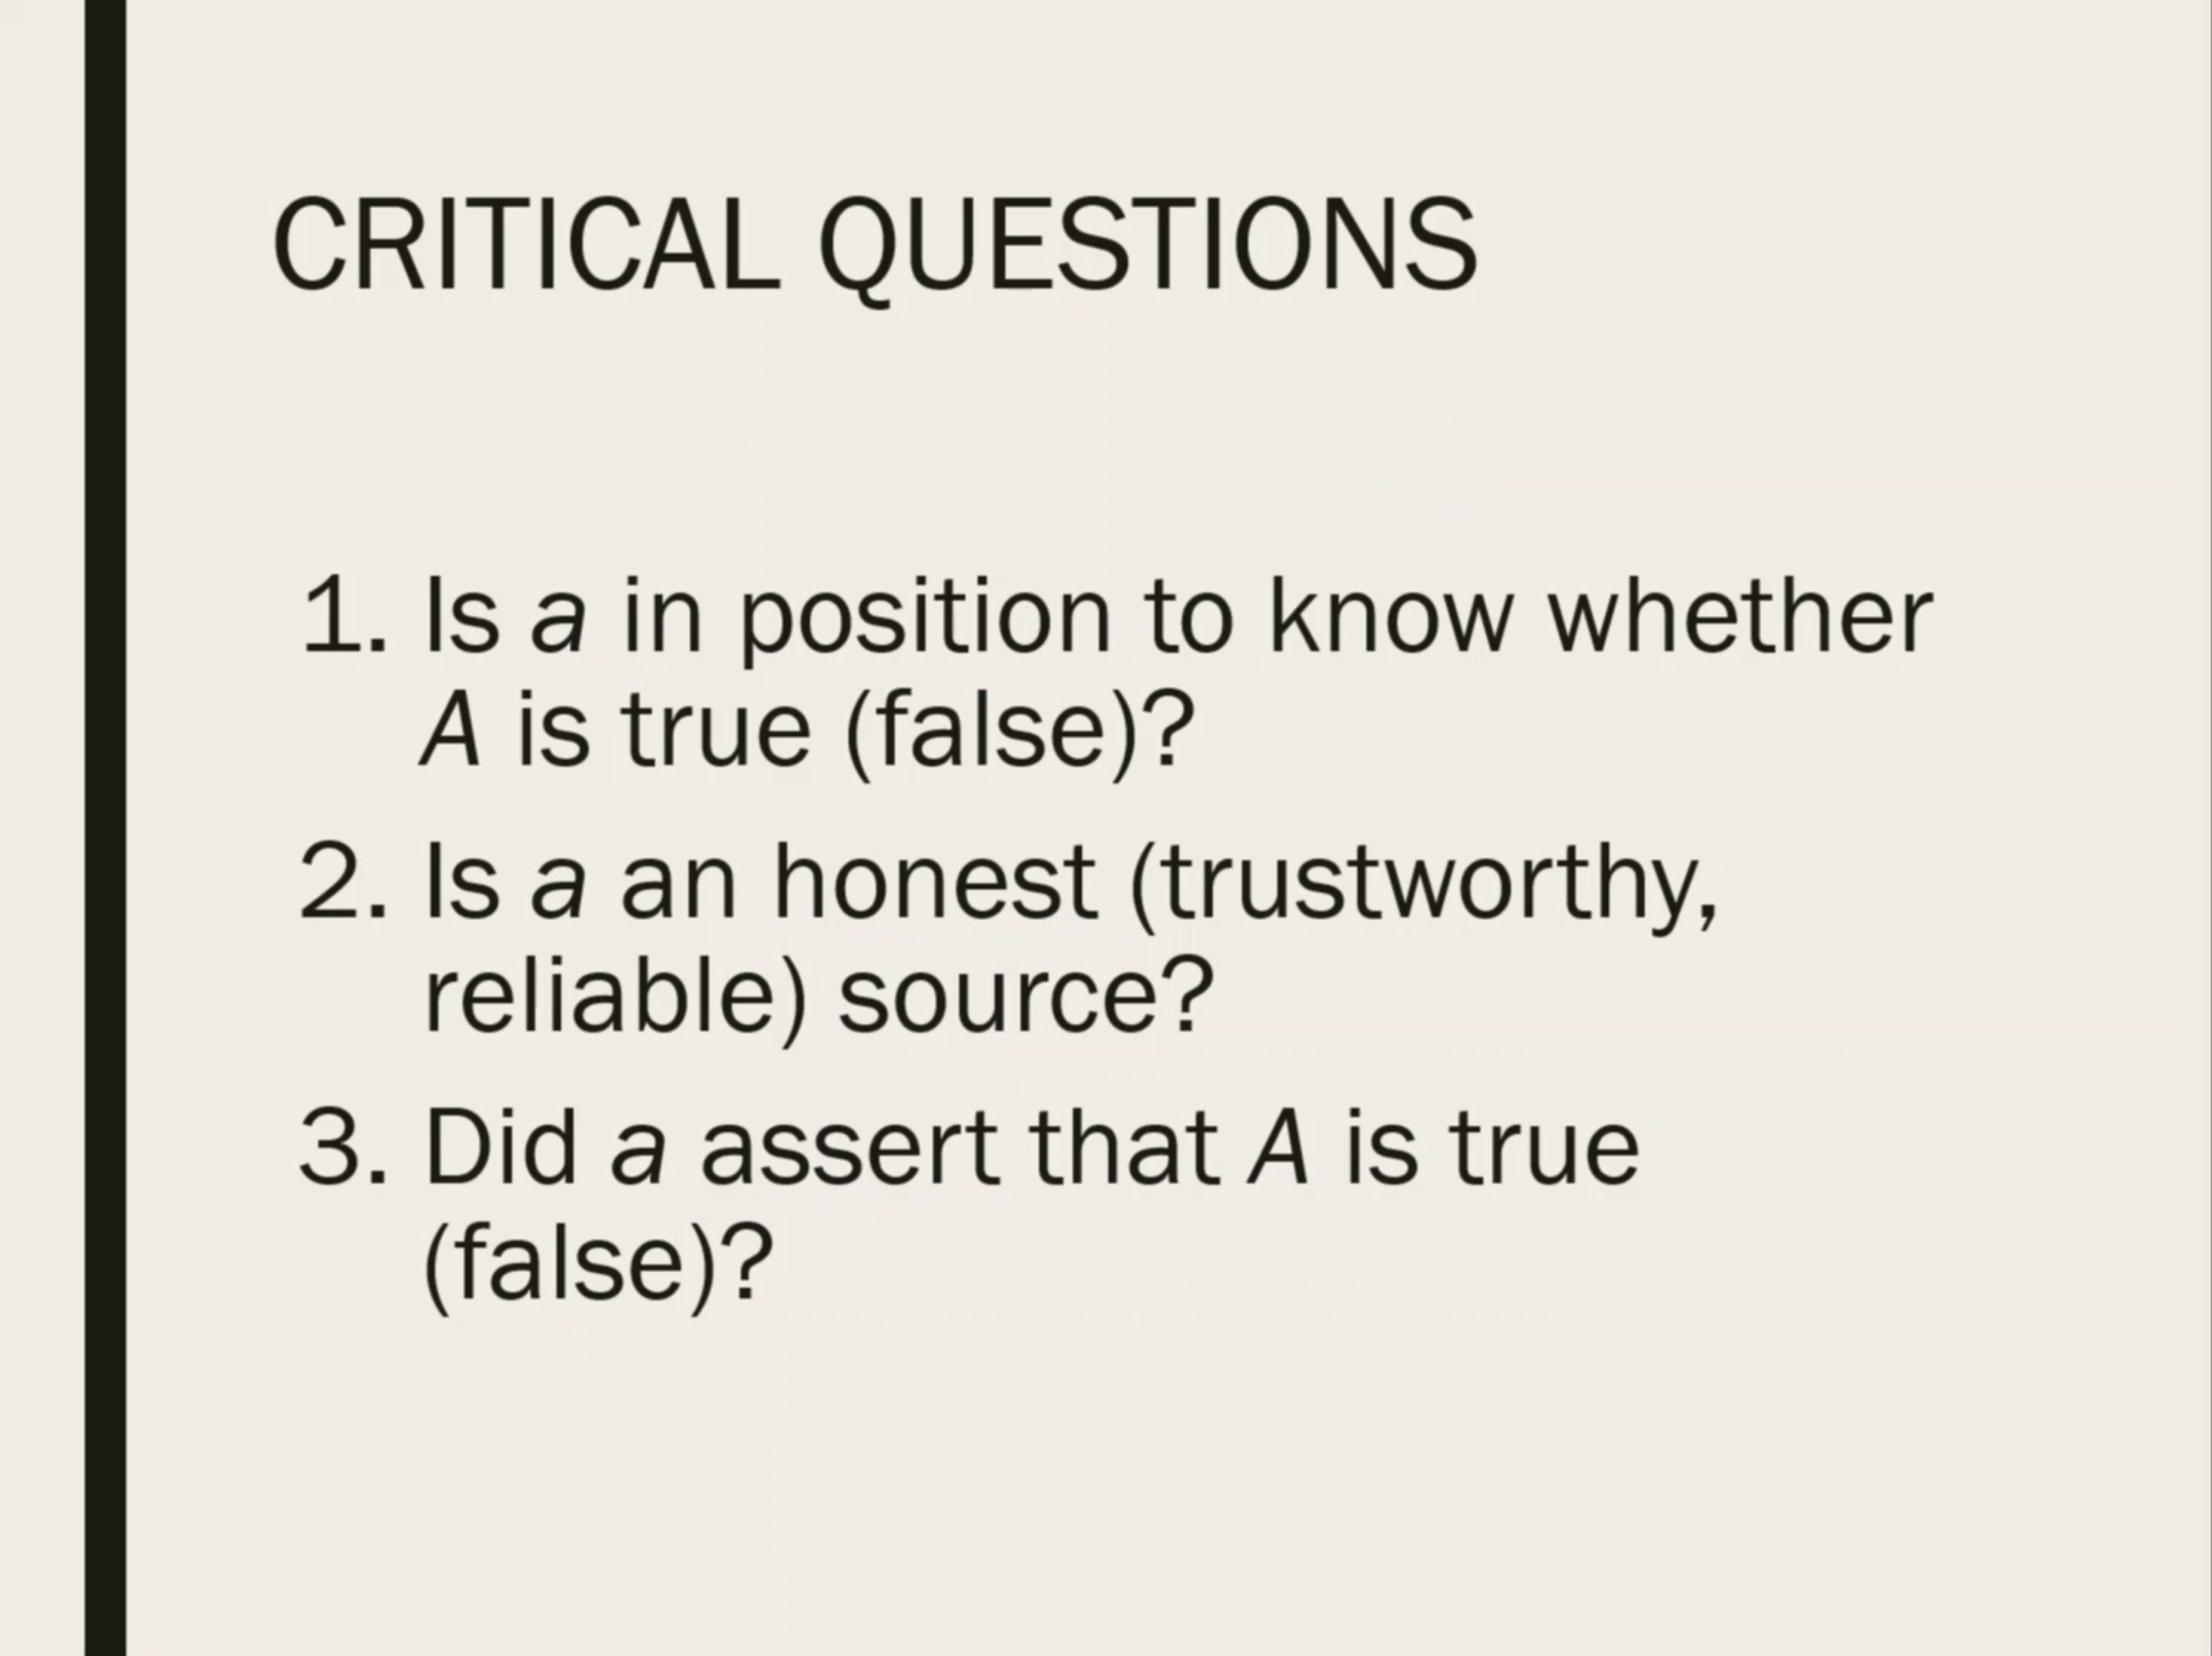 CRITICAL QUESTIONS
1. Is a in position to know whether
A is true (false)?
2. Is a an honest (trustworthy,
reliable) source?
3. Did a assert that A is true
(false)?